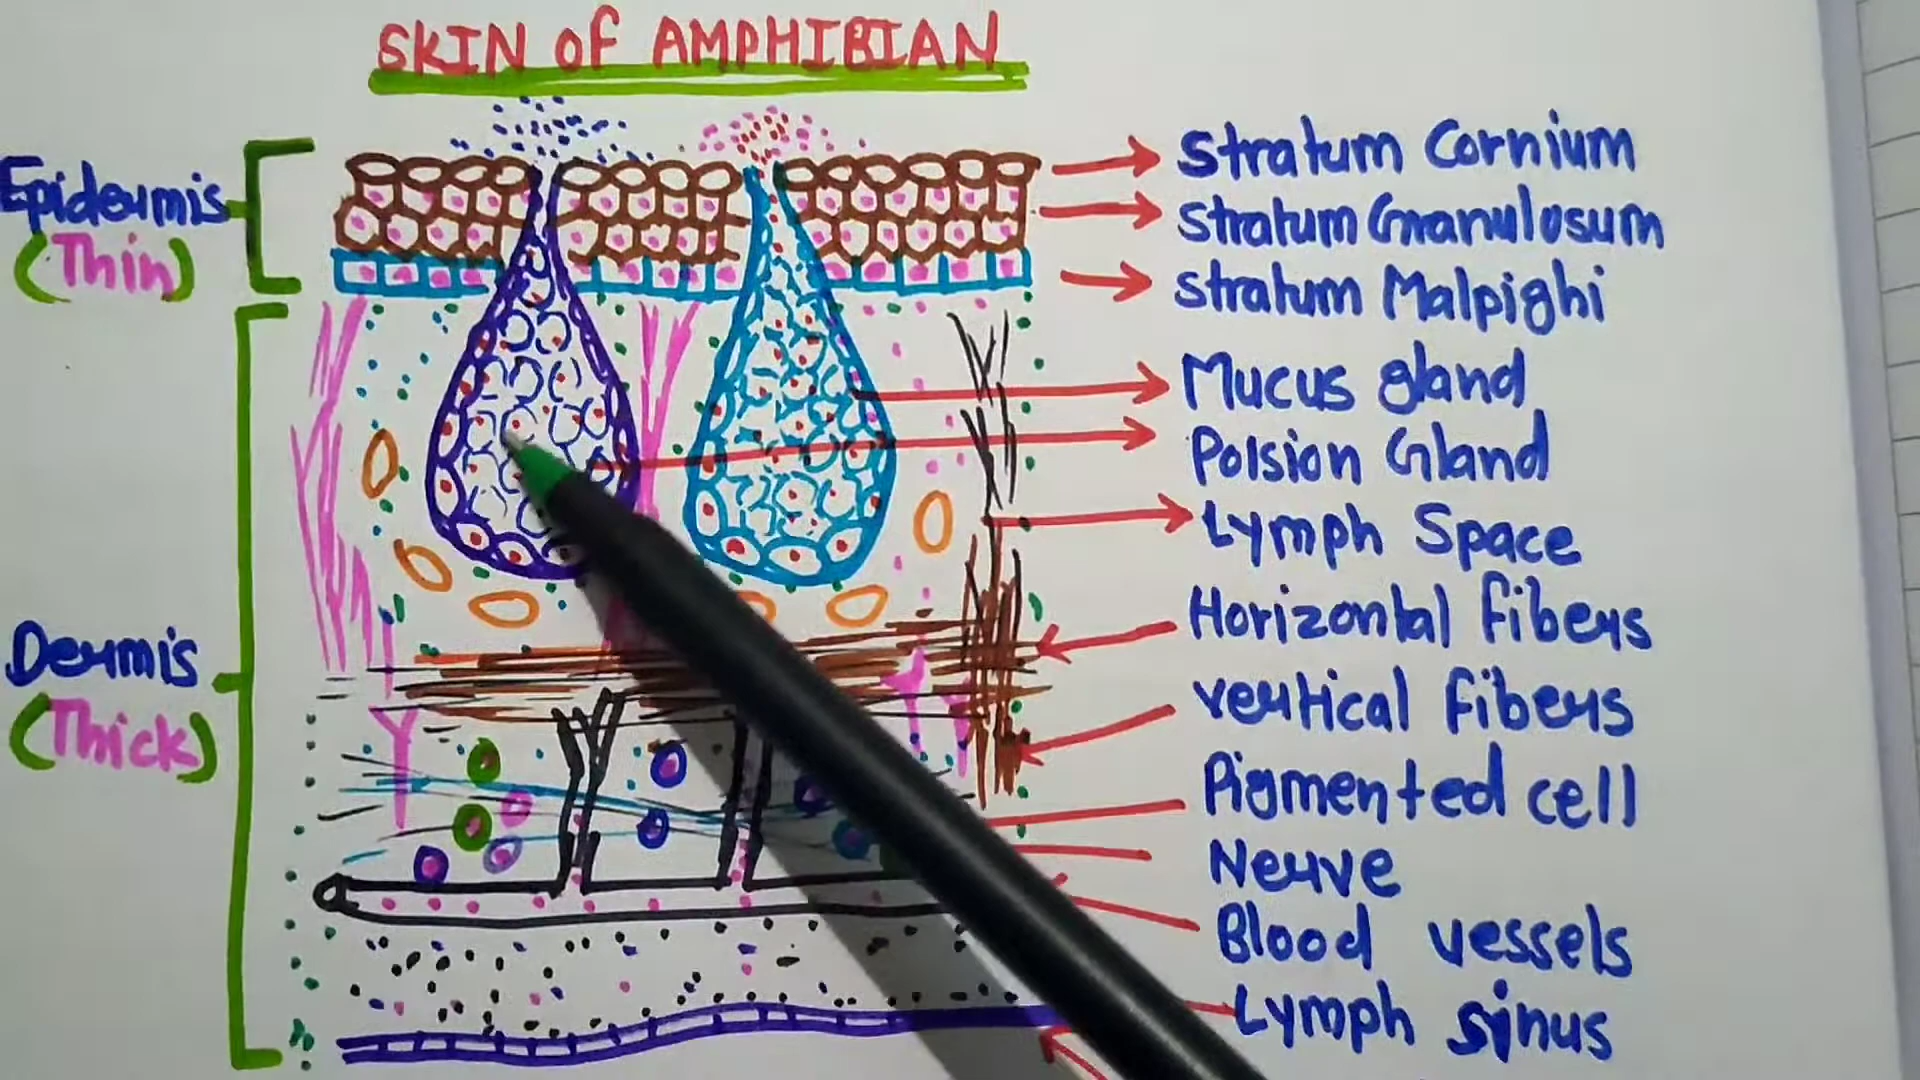 SKIN OF AMPHIBIAN
Epidermis
(Thin)
Dermis
(Thick)
Stratum Cornium
Stratum Granulosum
Stratum Malpighi
Mucus gland
Polsion Gland
Lymph Space
Horizontal fibers
vertical fibers
Pigmented cell
Nerve
Blood vessels
Lymph sinus